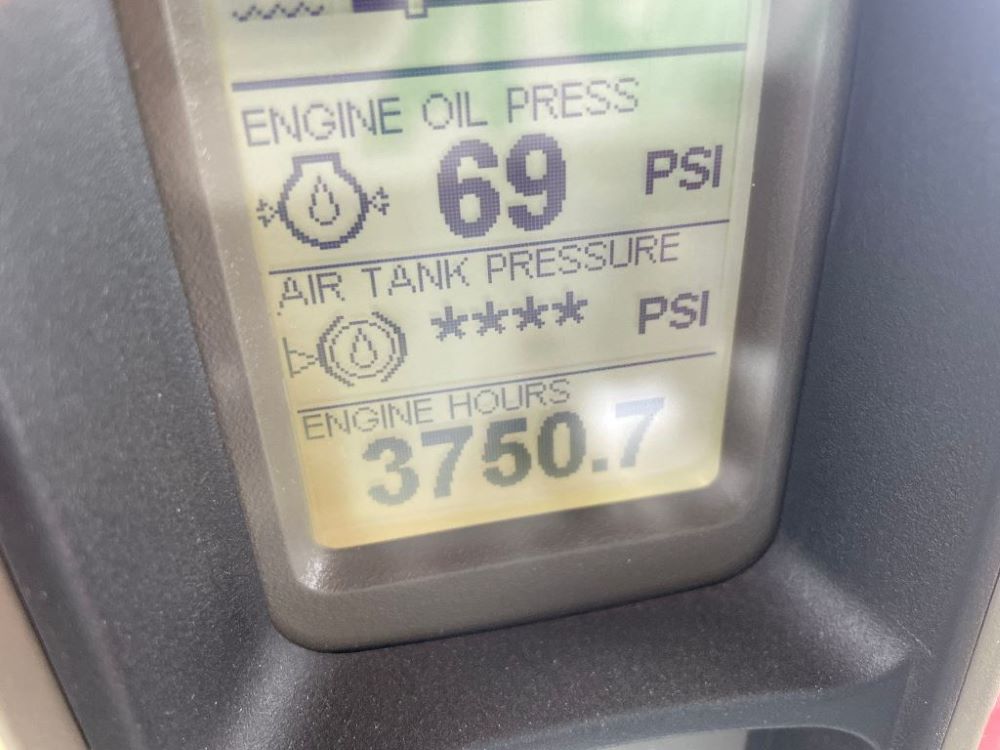 ENGINE OIL PRESS
69 PSI
AIR TANK PRESSURE
**** PSI
ENGINE HOURS
3750.7